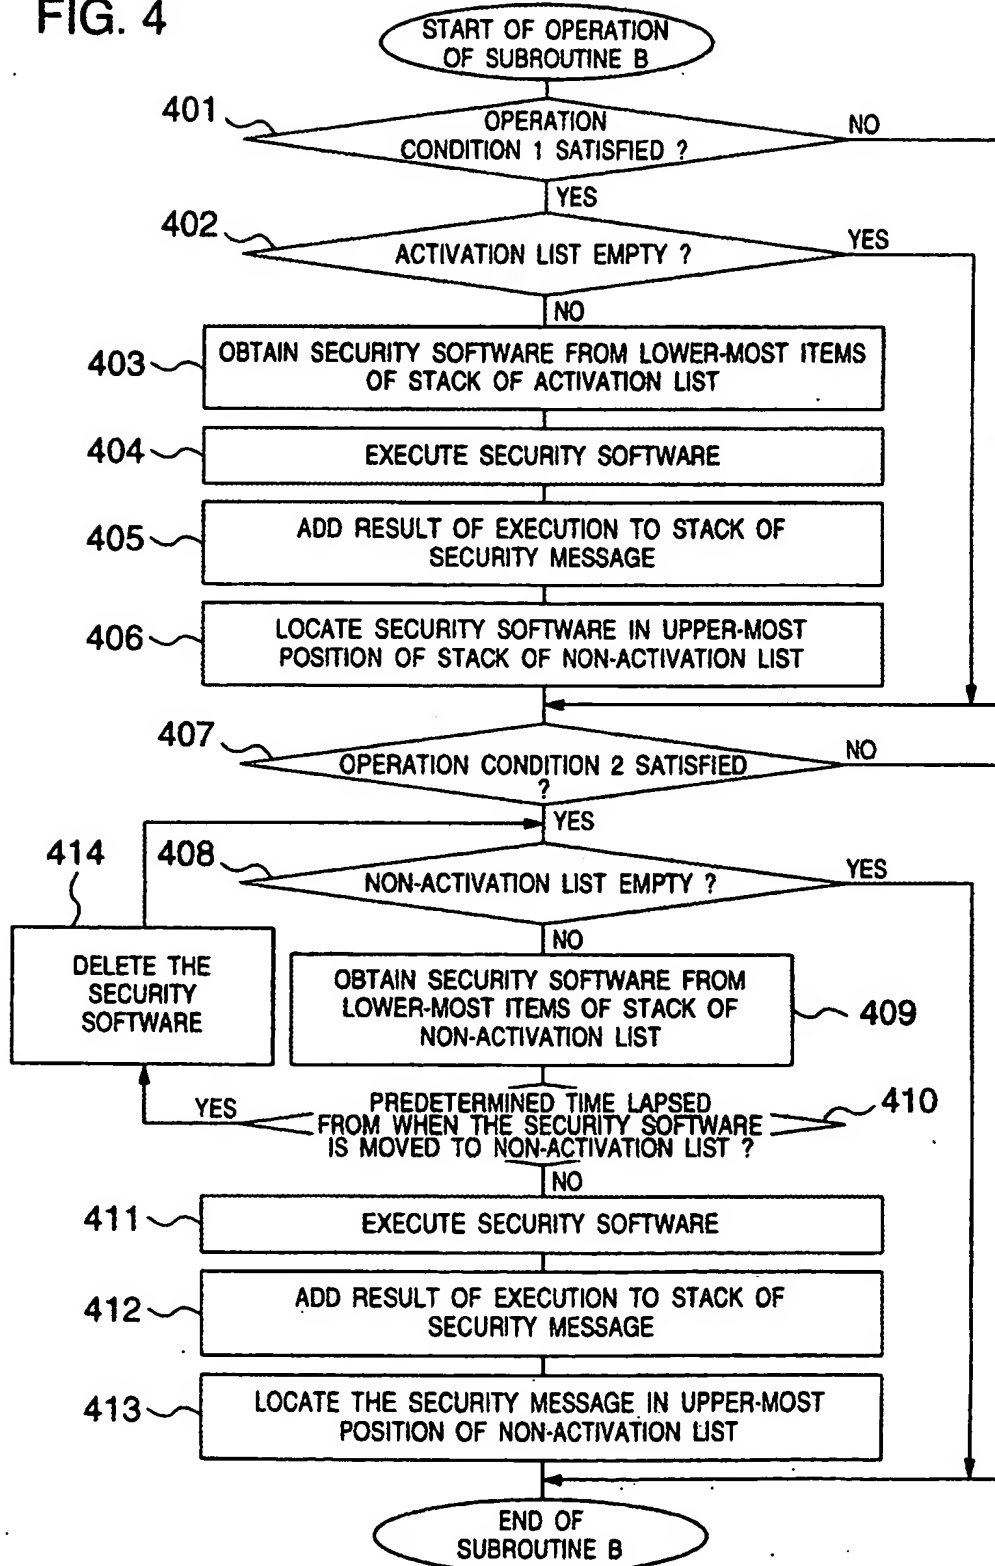 FIG. 4
START OF OPERATION
OF SUBROUTINE B
401
OPERATION
CONDITION 1 SATISFIED ?
NO
YES
402
ACTIVATION LIST EMPTY ?
YES
NO
403
OBTAIN SECURITY SOFTWARE FROM LOWER-MOST ITEMS
OF STACK OF ACTIVATION LIST
404
EXECUTE SECURITY SOFTWARE
405
ADD RESULT OF EXECUTION TO STACK OF
SECURITY MESSAGE
406
LOCATE SECURITY SOFTWARE IN UPPER-MOST
POSITION OF STACK OF NON-ACTIVATION LIST
407
OPERATION CONDITION 2 SATISFIED
?
NO
YES
414
408
NON-ACTIVATION LIST EMPTY ?
YES
NO
DELETE THE
SECURITY
SOFTWARE
OBTAIN SECURITY SOFTWARE FROM
LOWER-MOST ITEMS OF STACK OF
NON-ACTIVATION LIST
409
YES
PREDETERMINED TIME LAPSED
FROM WHEN THE SECURITY SOFTWARE
IS MOVED TO NON-ACTIVATION LIST ?
410
NO
411
EXECUTE SECURITY SOFTWARE
412
ADD RESULT OF EXECUTION TO STACK OF
SECURITY MESSAGE
413
LOCATE THE SECURITY MESSAGE IN UPPER-MOST
POSITION OF NON-ACTIVATION LIST
END OF
SUBROUTINE B